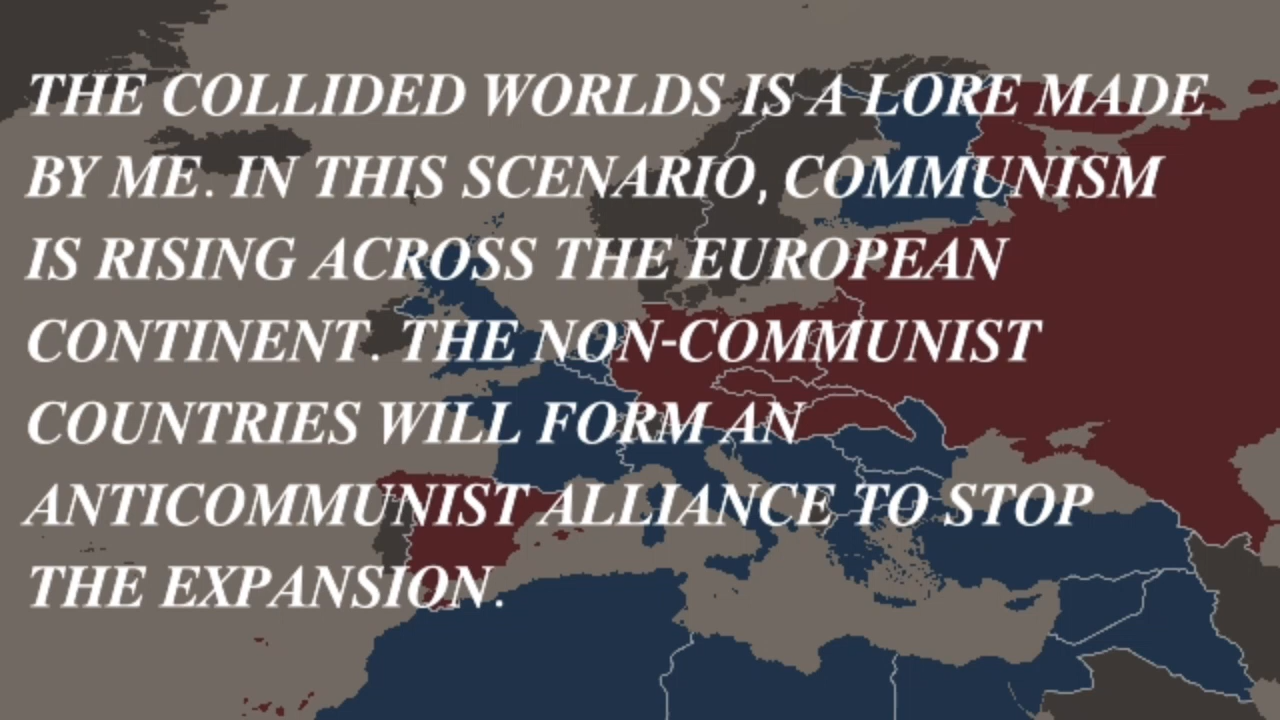 THE COLLIDED WORLDS IS A LORE MADE
BY ME. IN THIS SCENARIO, COMMUNISM
IS RISING ACROSS THE EUROPEAN
CONTINENT. THE NON-COMMUNIST
COUNTRIES WILL FORM AN
ANTICOMMUNIST ALLIANCE TO STOP
THE EXPANSION.